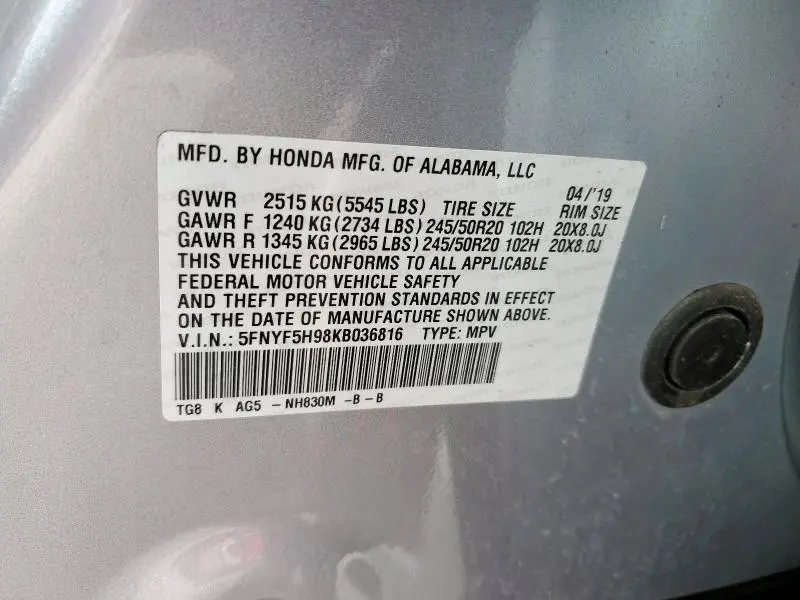 MFD. BY HONDA MFG. OF ALABAMA, LLC
04/'19
GVWR 2515 KG (5545 LBS) TIRE SIZE RIM SIZE
GAWR F 1240 KG (2734 LBS) 245/50R20 102H 20X8.0J
GAWR R 1345 KG (2965 LBS) 245/50R20 102H 20X8.0J
THIS VEHICLE CONFORMS TO ALL APPLICABLE
FEDERAL MOTOR VEHICLE SAFETY
AND THEFT PREVENTION STANDARDS IN EFFECT
ON THE DATE OF MANUFACTURE SHOWN ABOVE.
V.I.N.: 5FNYF5H98KB036816 TYPE: MPV
TG8 K AG5 -NH830M -B-B